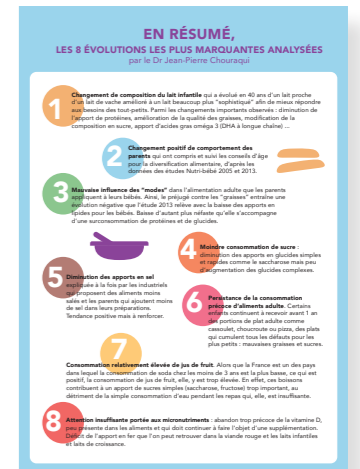 EN RÉSUMÉ,
LES 8 ÉVOLUTIONS LES PLUS MARQUANTES ANALYSÉES
par le Dr Jean-Pierre Chouraqui
1
Changement de composition du lait infantile qui a évolué en 40 ans d'un lait proche
d'un lait de vache amélioré à un lait beaucoup plus "sophistiqué" afin de mieux répondre
aux besoins des tout-petits. Parmi les changements importants observés : diminution de
l'apport de protéines, amélioration de la qualité des graisses, modification de la
composition en sucre, apport d'acides gras oméga 3 (DHA à longue chaîne) ...
2
Changement positif de comportement des
parents qui ont compris et suivi les conseils d'âge
pour la diversification alimentaire, d'après les
données des études Nutri-bébé 2005 et 2013.
3
Mauvaise influence des "modes" dans l'alimentation adulte que les parents
appliquent à leurs bébés. Ainsi, le préjugé contre les "graisses" entraîne une
évolution négative que l'étude 2013 relève avec la baisse des apports en
lipides pour les bébés. Baisse d'autant plus néfaste qu'elle s'accompagne
d'une surconsommation de protéines et de glucides.
4
Moindre consommation de sucre :
diminution des apports en glucides simples
et rapides comme le saccharose mais peu
d'augmentation des glucides complexes.
5
Diminution des apports en sel
expliquée à la fois par les industriels
qui proposent des aliments moins
salés et les parents qui ajoutent moins
de sel dans leurs préparations.
Tendance positive mais à renforcer.
6
Persistance de la consommation
précoce d'aliments adulte. Certains
enfants continuent à recevoir avant 1 an
des portions de plat adulte comme
cassoulet, choucroute ou pizza, des plats
qui cumulent tous les défauts pour les
plus petits : mauvaises graisses et sucres.
7
Consommation relativement élevée de jus de fruit. Alors que la France est un des pays
dans lequel la consommation de soda chez les moins de 3 ans est la plus basse, ce qui est
positif, la consommation de jus de fruit, elle, y est trop élevée. En effet, ces boissons
contribuent à un apport de sucres simples (saccharose, fructose) trop important, au
détriment de la simple consommation d'eau pendant les repas qui, elle, est insuffisante.
8
Attention insuffisante portée aux micronutriments : abandon trop précoce de la vitamine D,
peu présente dans les aliments et qui doit continuer à faire l'objet d'une supplémentation.
Déficit de l'apport en fer que l'on peut retrouver dans la viande rouge et les laits infantiles
et laits de croissance.